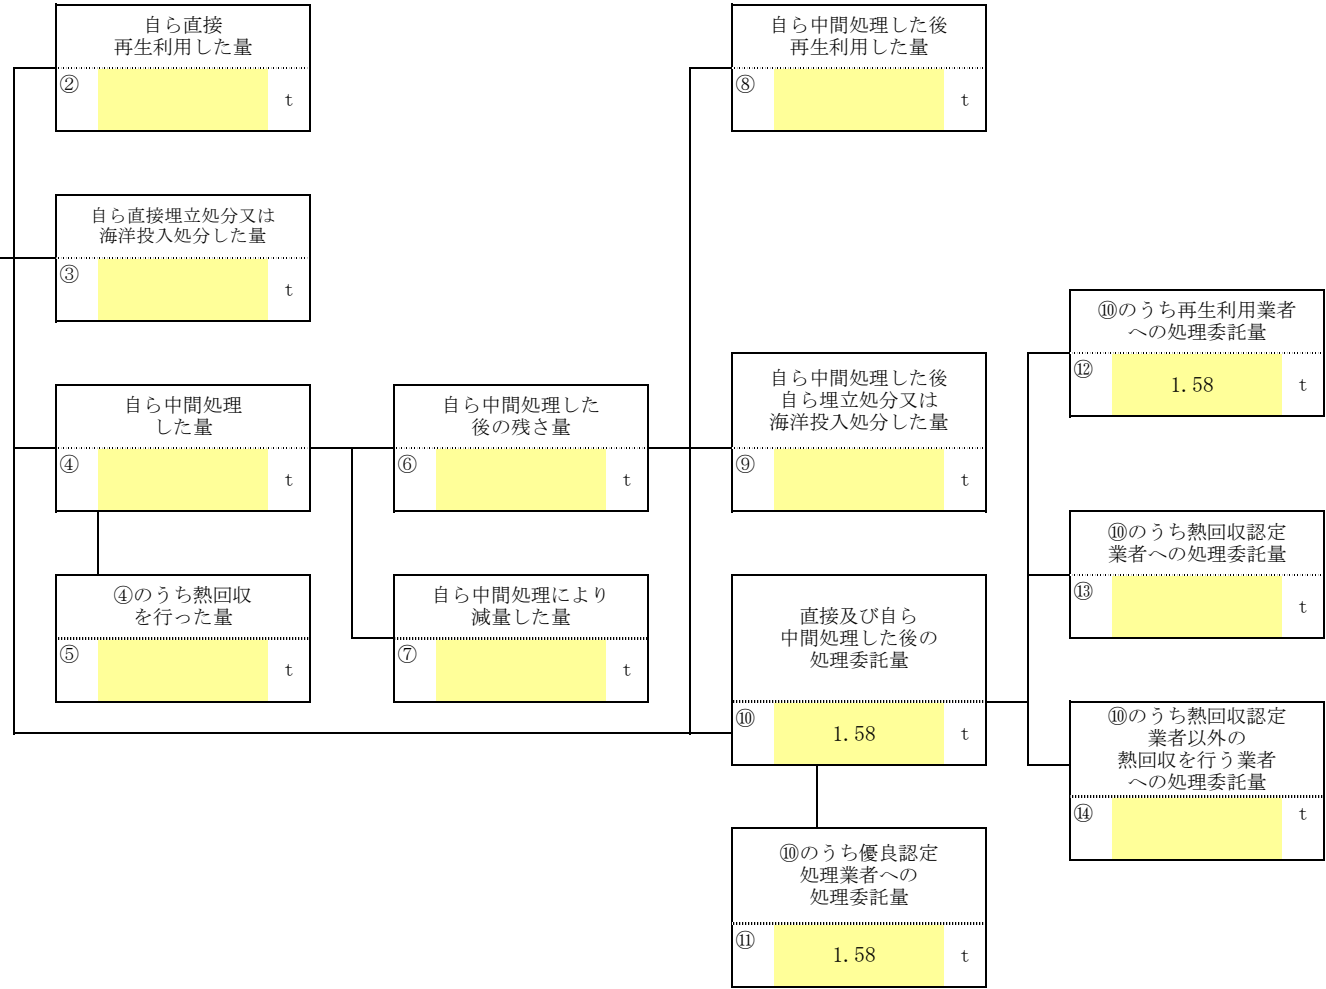 自ら直接
再生利用した量
②
t
自ら中間処理した後
再生利用した量
⑧
t
自ら直接埋立処分又は
海洋投入処分した量
③
t
⑩のうち再生利用業者
への処理委託量
⑫
1.58
t
自ら中間処理
した量
④
t
自ら中間処理した
後の残さ量
⑥
t
自ら中間処理した後
自ら埋立処分又は
海洋投入処分した量
⑨
t
⑩のうち熱回収認定
業者への処理委託量
⑬
t
④のうち熱回収
を行った量
⑤
t
自ら中間処理により
減量した量
⑦
t
直接及び自ら
中間処理した後の
処理委託量
⑩
1.58
t
⑩のうち熱回収認定
業者以外の
熱回収を行う業者
への処理委託量
⑭
t
⑩のうち優良認定
処理業者への
処理委託量
⑪
1.58
t